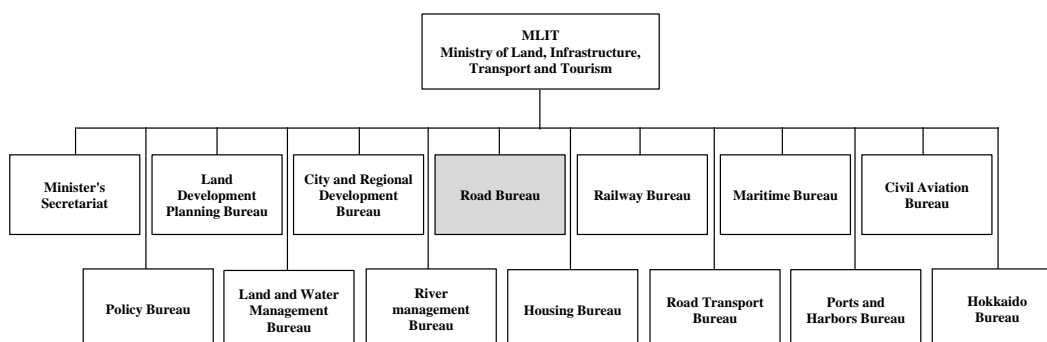 MLIT
Ministry of Land, Infrastructure,
Transport and Tourism
Minister's
Secretariat
Land
Development
Planning Bureau
City and Regional
Development
Bureau
Road Bureau
Railway Bureau
Maritime Bureau
Civil Aviation
Bureau
Policy Bureau
Land and Water
Management
Bureau
River
management
Bureau
Housing Bureau
Road Transport
Bureau
Ports and
Harbors Bureau
Hokkaido
Bureau